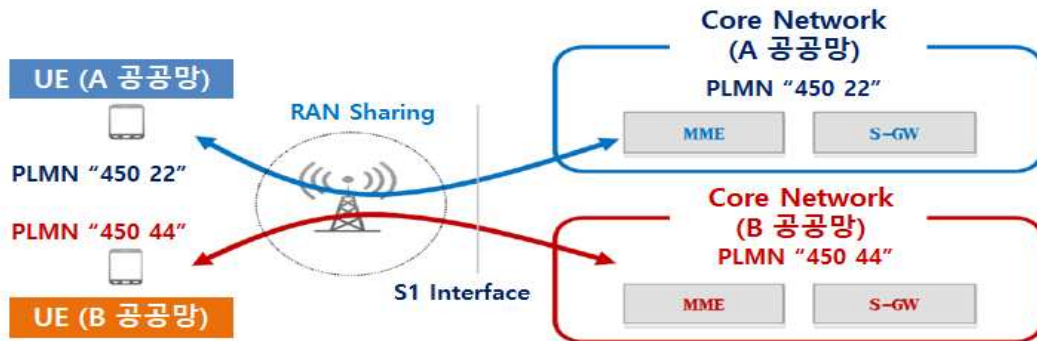 UE (A 공공망)
PLMN “450 22”
PLMN “450 44”
UE (B 공공망)
RAN Sharing
S1 Interface
Core Network
(A 공공망)
PLMN “450 22”
MME
S-GW
Core Network
(B 공공망)
PLMN “450 44”
MME
S-GW